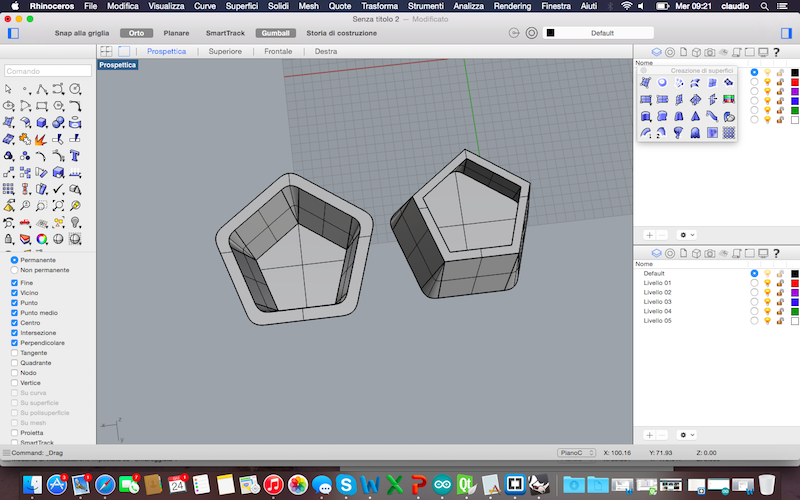 Rhinoceros File Modifica Visualizza Curve Superfici Solidi Mesh Quote Trasforma Strumenti Analizza Rendering Finestra Aiuti Mer 09:21 claudio
Senza titolo 2 — Modificato
Snap alla griglia Orto Planare SmartTrack Gumball Storia di costruzione Default
Prospettica Superiore Frontale Destra
Comando
Prospettica
Nome
Creazione di superfici
Permanente
Non permanente
Fine
Vicino
Punto
Punto medio
Centro
Intersezione
Perpendicolare
Tangente
Quadrante
Nodo
Vertice
Su curva
Su superficie
Su polisuperficie
Su mesh
Proietta
SmartTrack
Nome
Default
Livello 01
Livello 02
Livello 03
Livello 04
Livello 05
z
y
Command: _Drag
PianoC X: 100.16 Y: 71.93 Z: 0.00